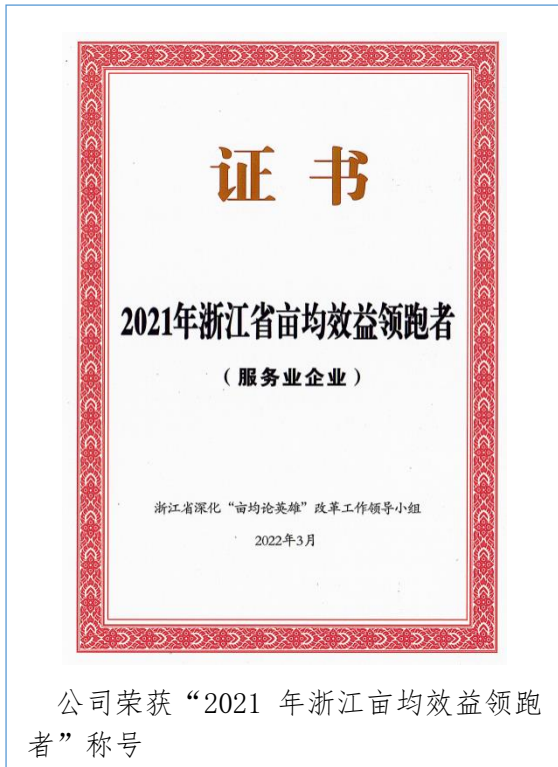 证书
2021年浙江省亩均效益领跑者
（服务业企业）
浙江省深化“亩均论英雄”改革工作领导小组
2022年3月
公司荣获“2021 年浙江亩均效益领跑
者”称号